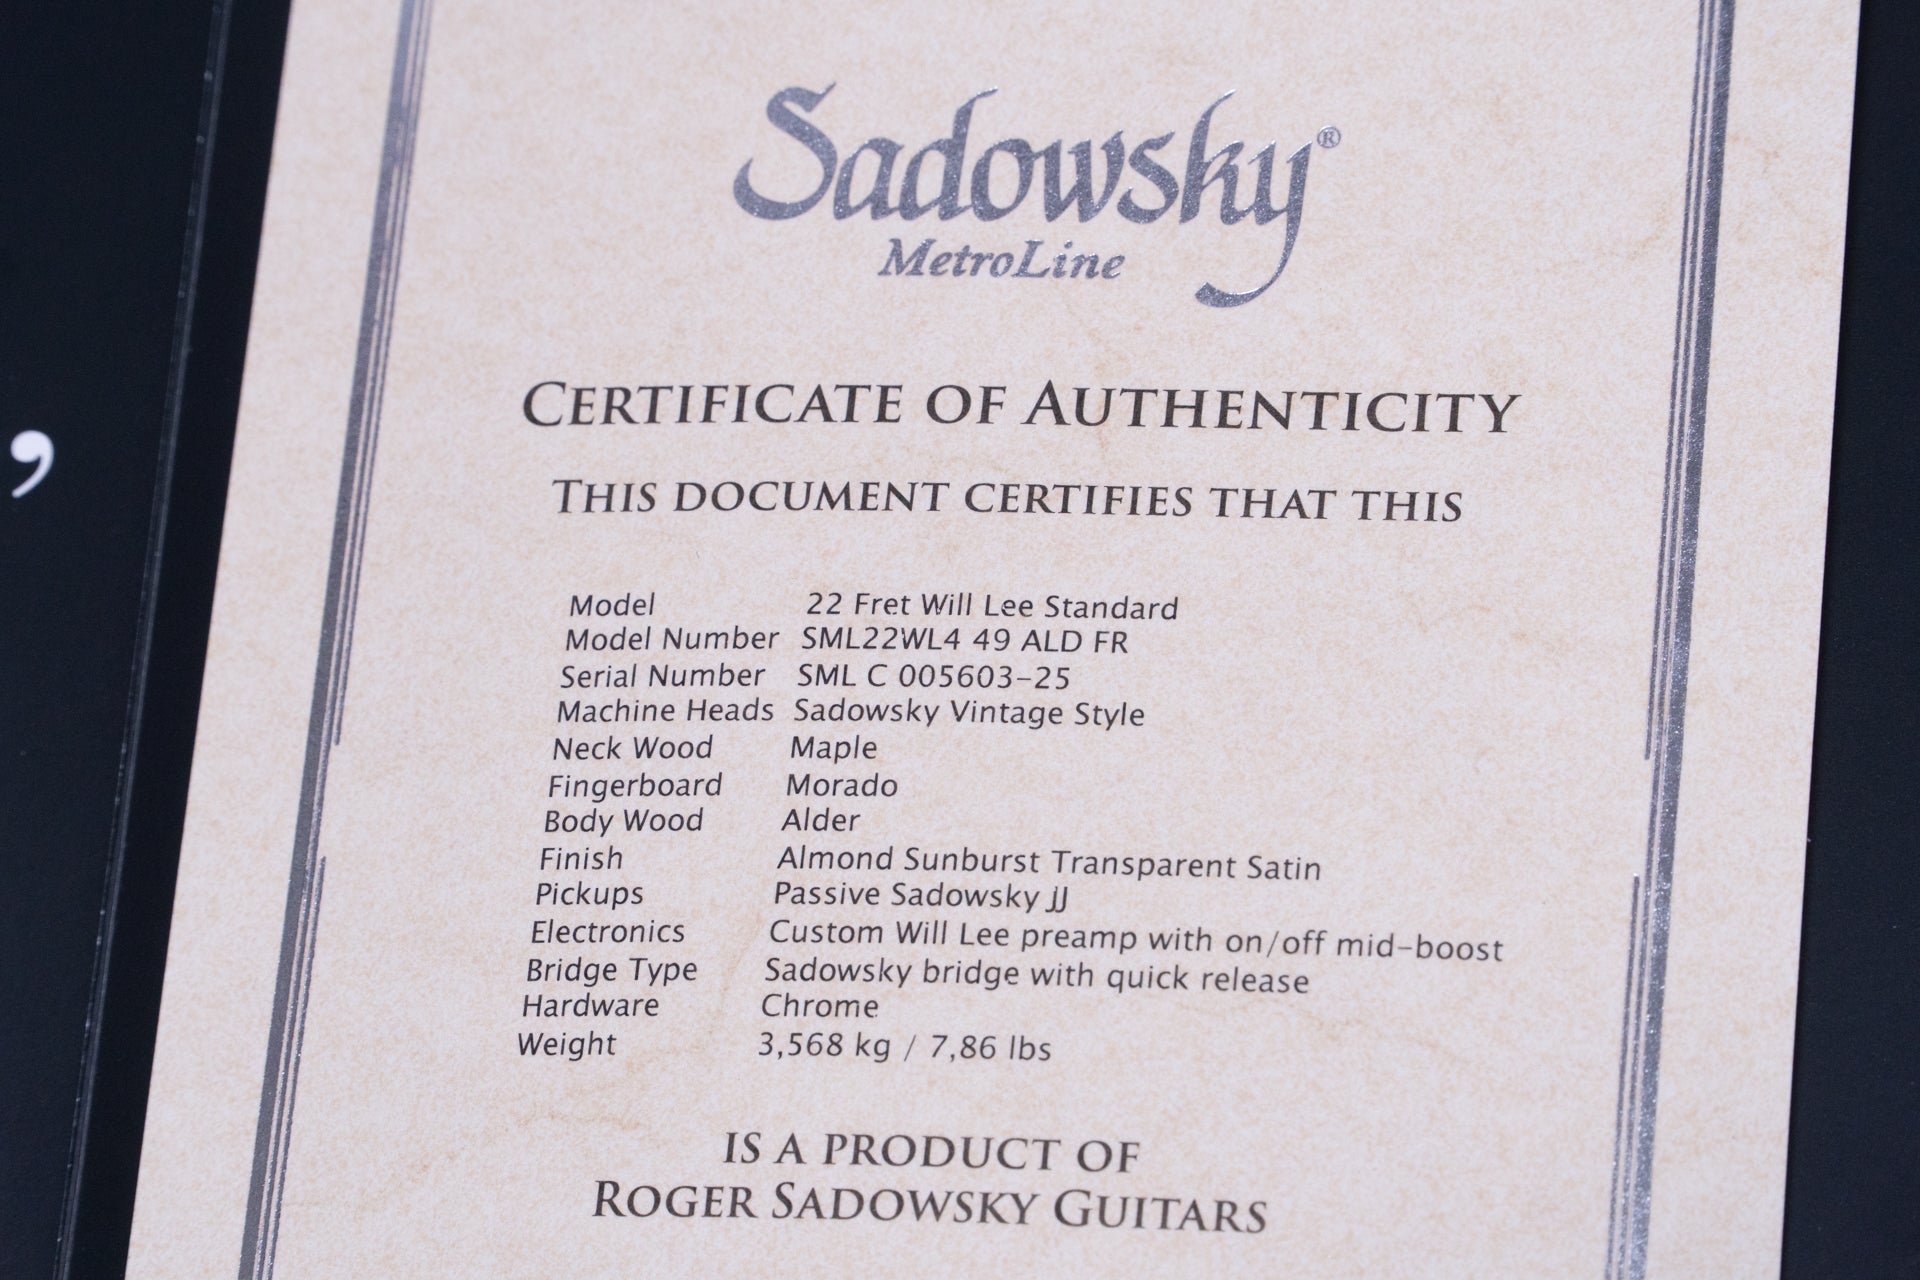 Sadowsky®
MetroLine
CERTIFICATE OF AUTHENTICITY
THIS DOCUMENT CERTIFIES THAT THIS
Model 22 Fret Will Lee Standard
Model Number SML22WL4 49 ALD FR
Serial Number SML C 005603-25
Machine Heads Sadowsky Vintage Style
Neck Wood Maple
Fingerboard Morado
Body Wood Alder
Finish Almond Sunburst Transparent Satin
Pickups Passive Sadowsky JJ
Electronics Custom Will Lee preamp with on/off mid-boost
Bridge Type Sadowsky bridge with quick release
Hardware Chrome
Weight 3,568 kg / 7,86 lbs
IS A PRODUCT OF
ROGER SADOWSKY GUITARS
,